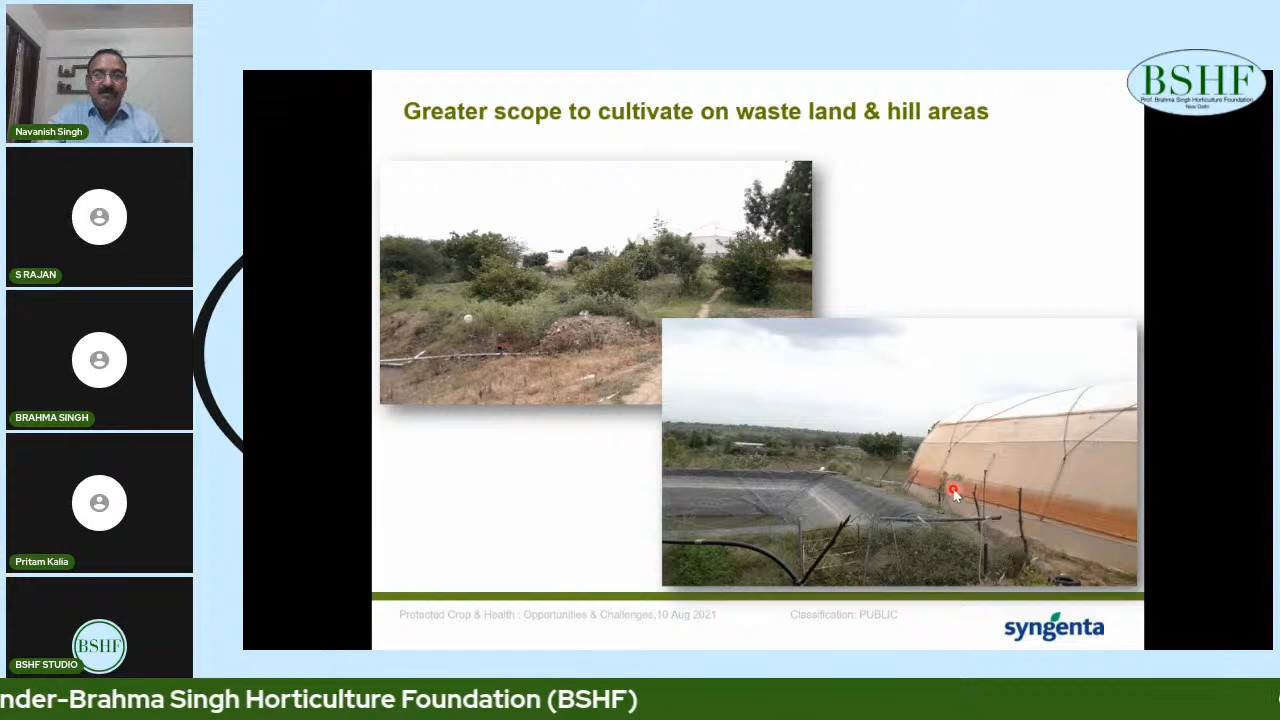 Navanish Singh
S RAJAN
BRAHMA SINGH
Pritam Kalia
BSHF
BSHF STUDIO
Greater scope to cultivate on waste land & hill areas
BSHF
Prof. Brahma Singh Horticulture Foundation
New Delhi
Protected Crop & Health : Opportunities & Challenges,10 Aug 2021
Classification: PUBLIC
syngenta
nder-Brahma Singh Horticulture Foundation (BSHF)